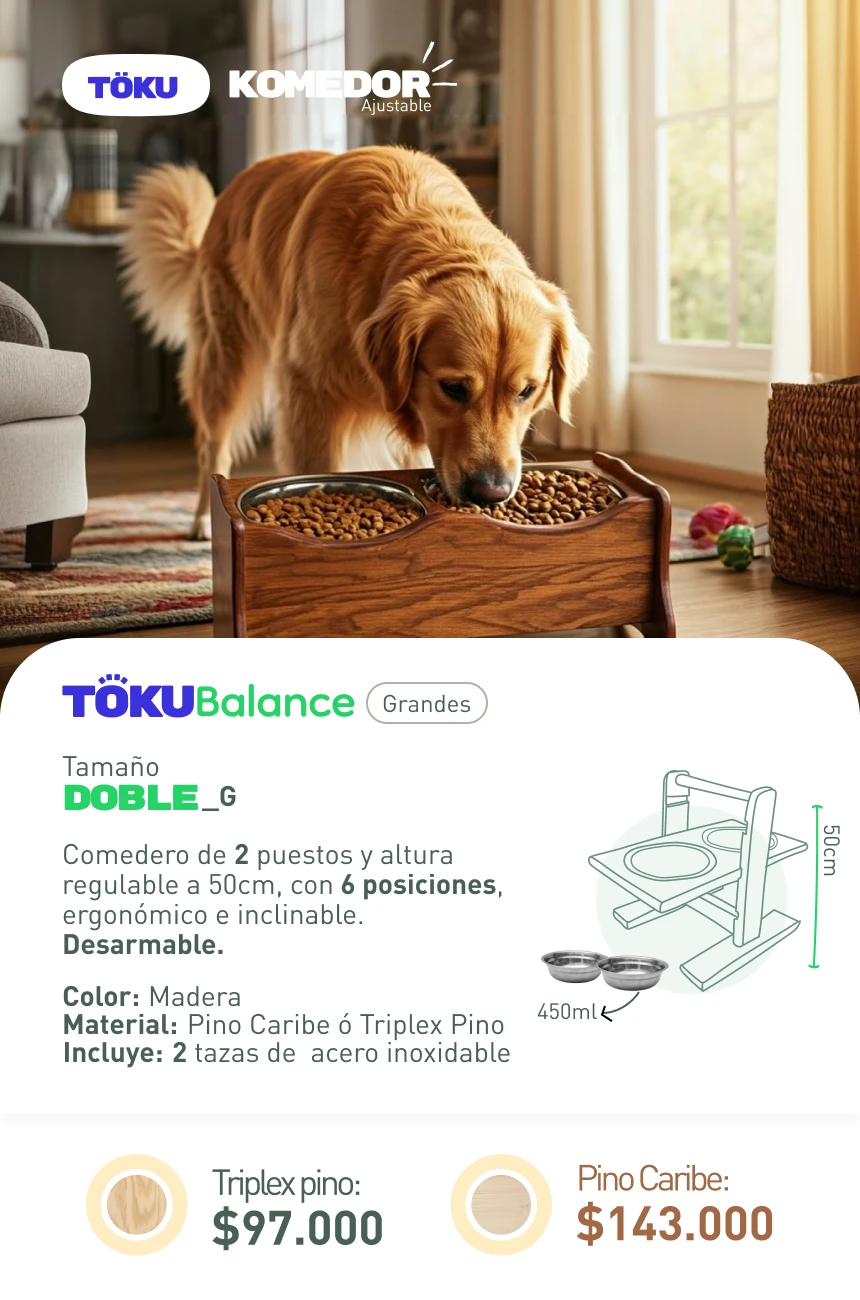 TÖKU
KOMEDOR
Ajustable
TÖKUBalance
Grandes
Tamaño
DOBLE_G
Comedero de 2 puestos y altura
regulable a 50cm, con 6 posiciones,
ergonómico e inclinable.
Desarmable.
50cm
450ml
Color: Madera
Material: Pino Caribe ó Triplex Pino
Incluye: 2 tazas de acero inoxidable
Triplex pino:
$97.000
Pino Caribe:
$143.000